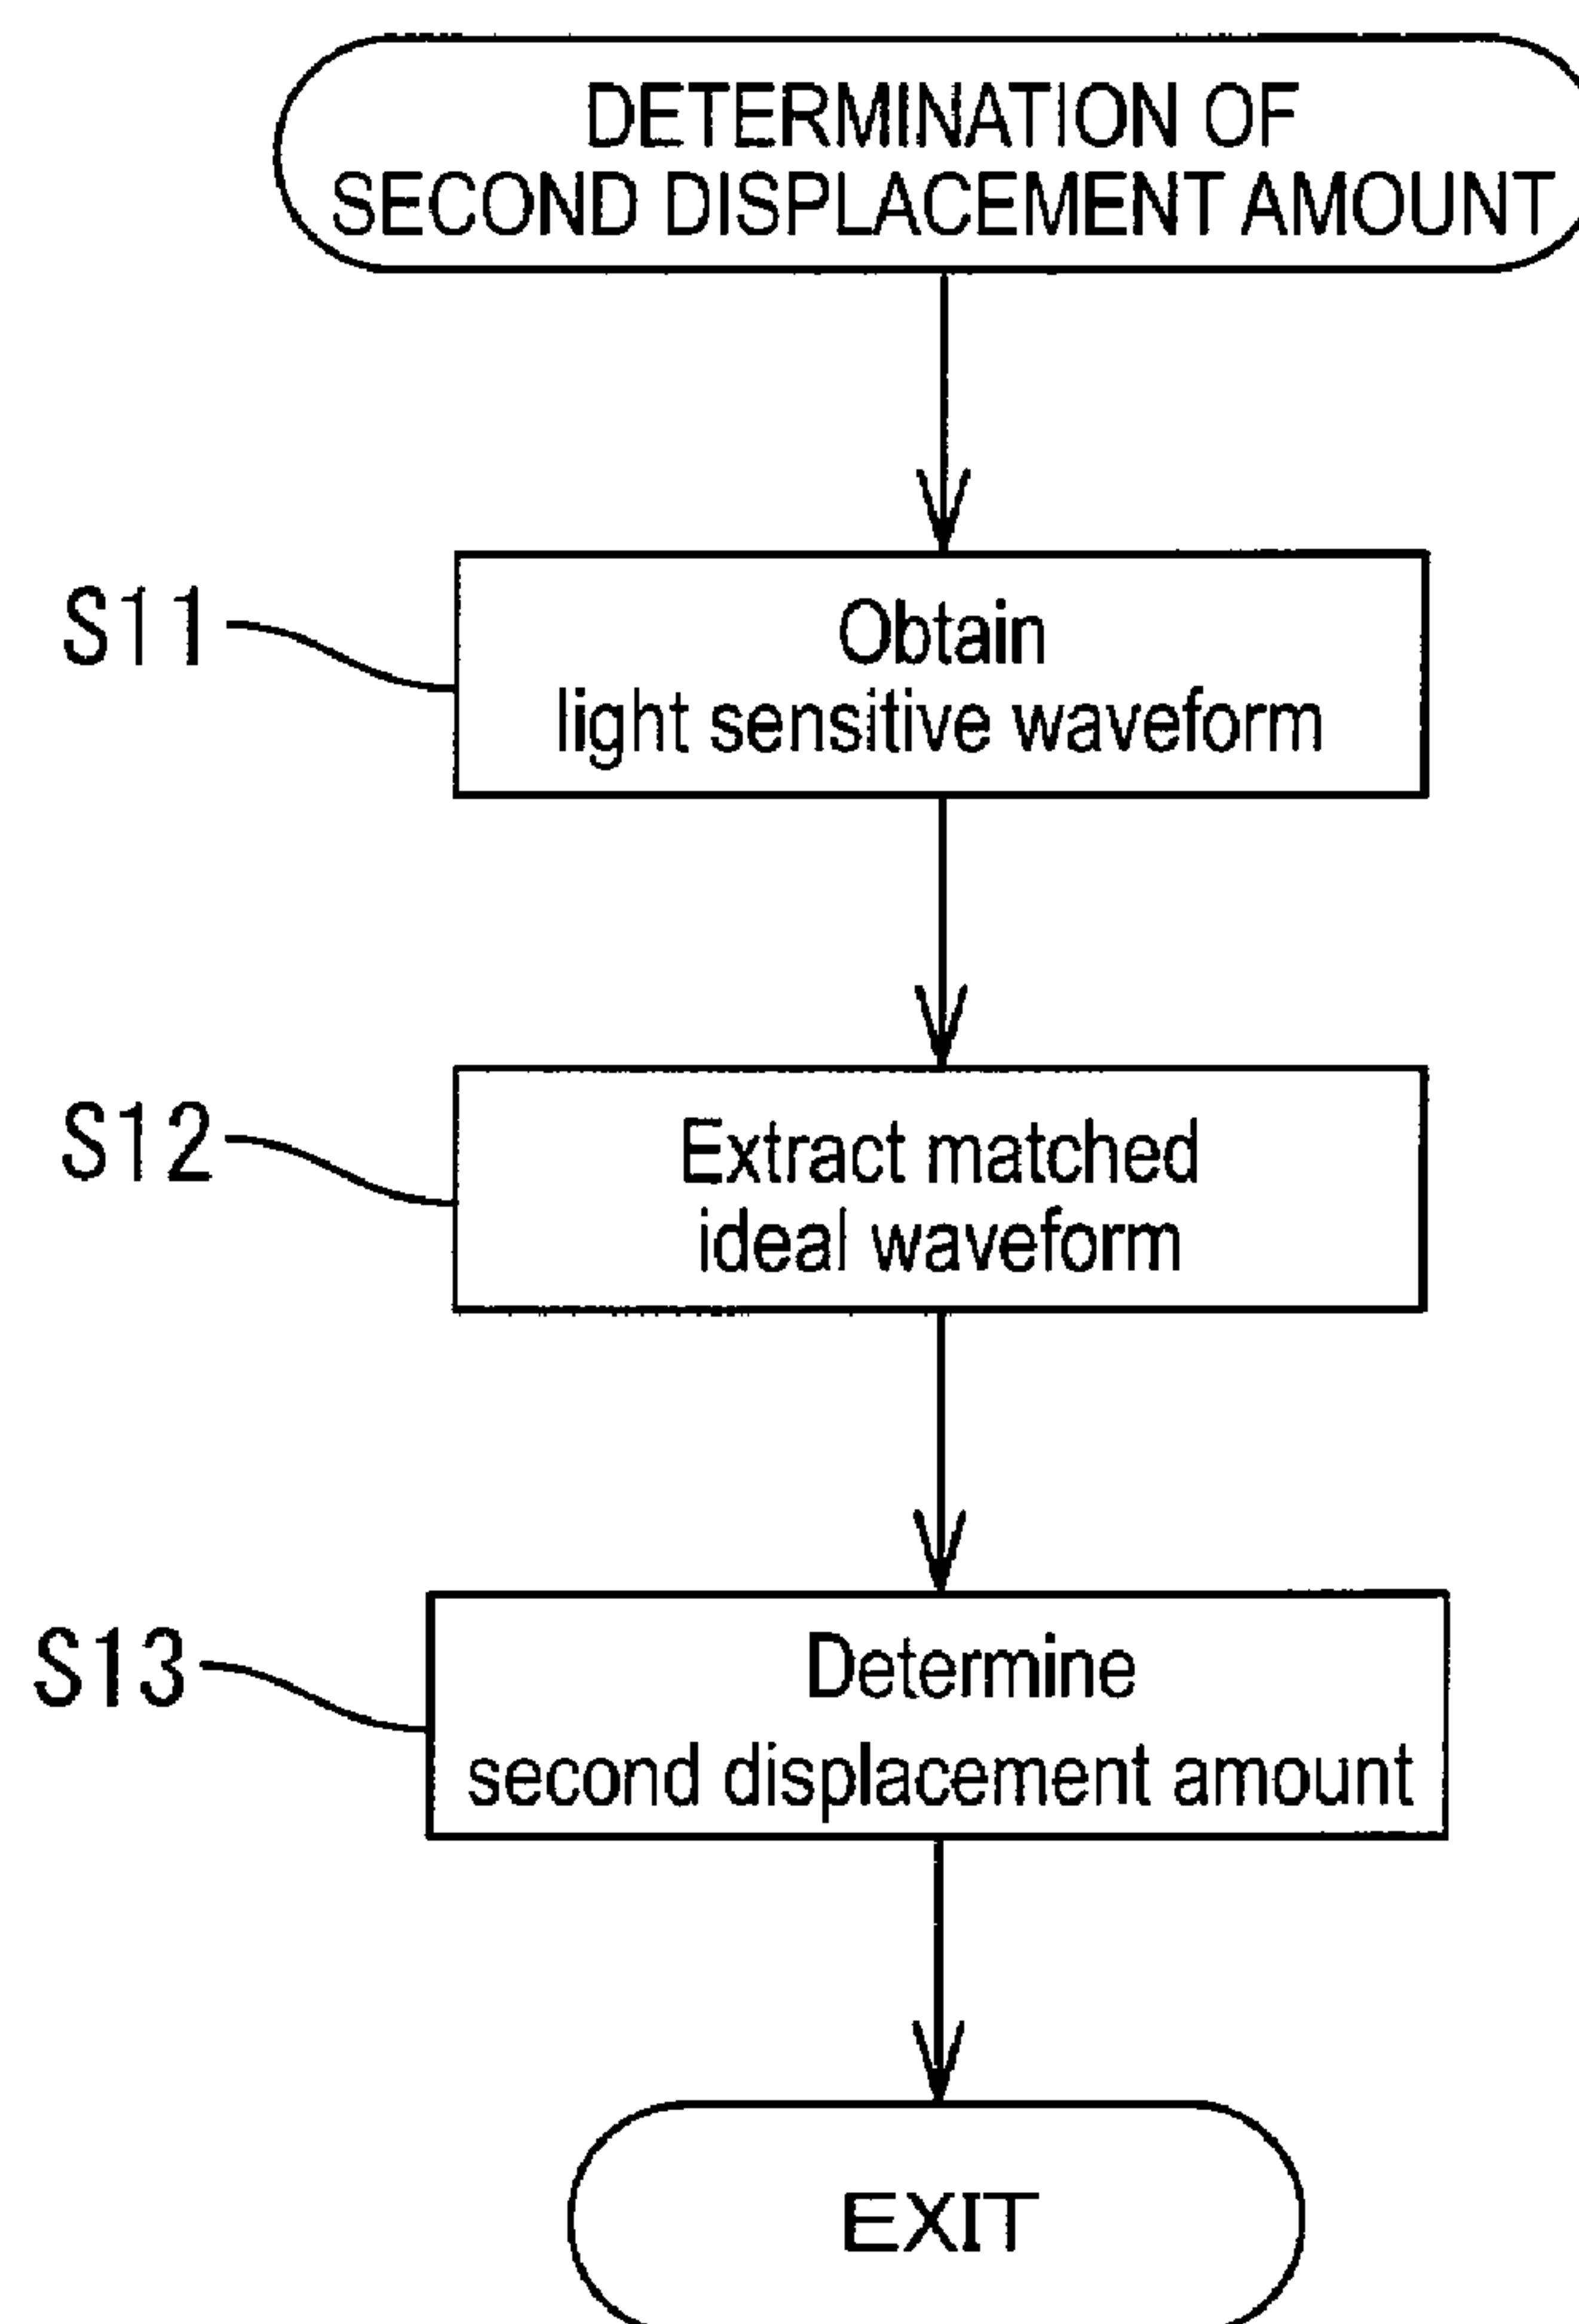 DETERMINATION OF
SECOND DISPLACEMENT AMOUNT
S11
Obtain
light sensitive waveform
S12
Extract matched
ideal waveform
S13
Determine
second displacement amount
EXIT